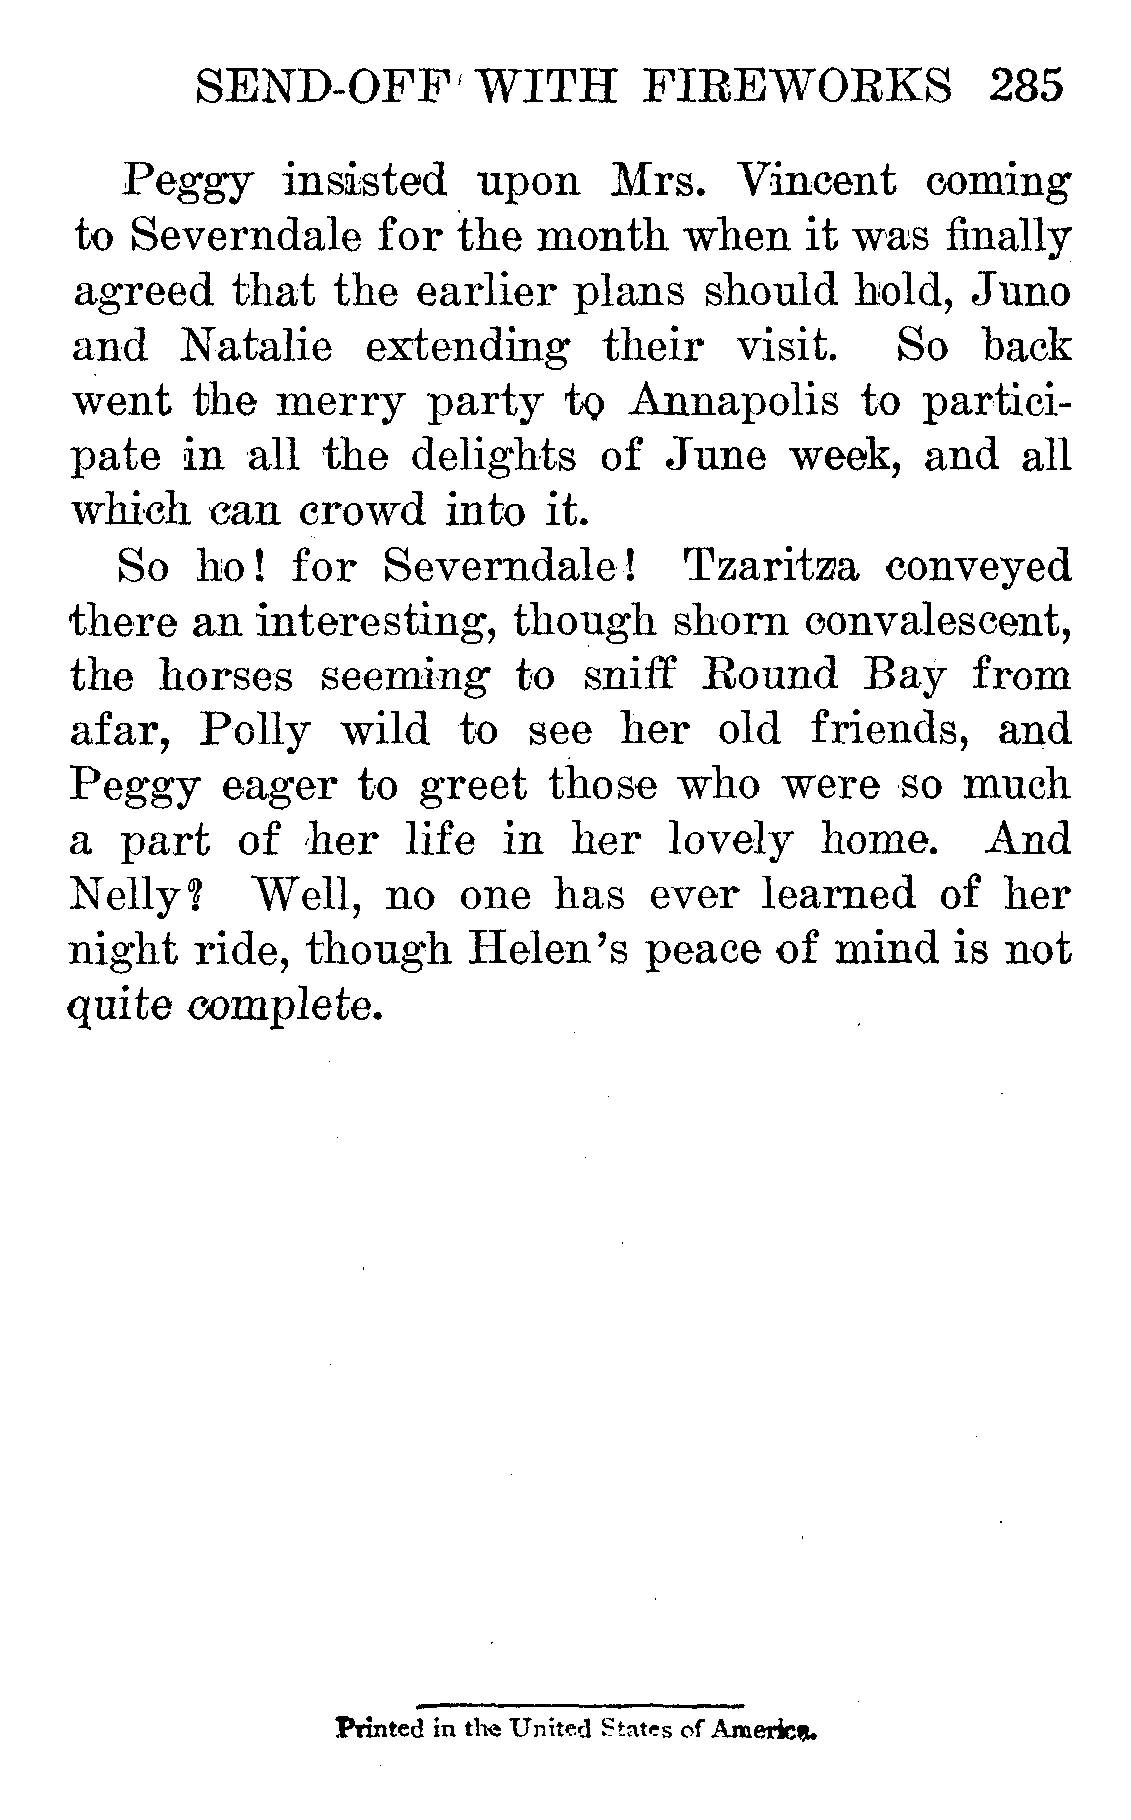 SEND-OFF WITH FIREWORKS 285
Peggy insisted upon Mrs. Vincent coming
to Severndale for the month when it was finally
agreed that the earlier plans should hold, Juno
and Natalie extending their visit. So back
went the merry party to Annapolis to partici-
pate in all the delights of June week, and all
which can crowd into it.
So ho! for Severndale! Tzaritza conveyed
there an interesting, though shorn convalescent,
the horses seeming to sniff Round Bay from
afar, Polly wild to see her old friends, and
Peggy eager to greet those who were so much
a part of her life in her lovely home. And
Nelly? Well, no one has ever learned of her
night ride, though Helen's peace of mind is not
quite complete.
Printed in the United States of America.